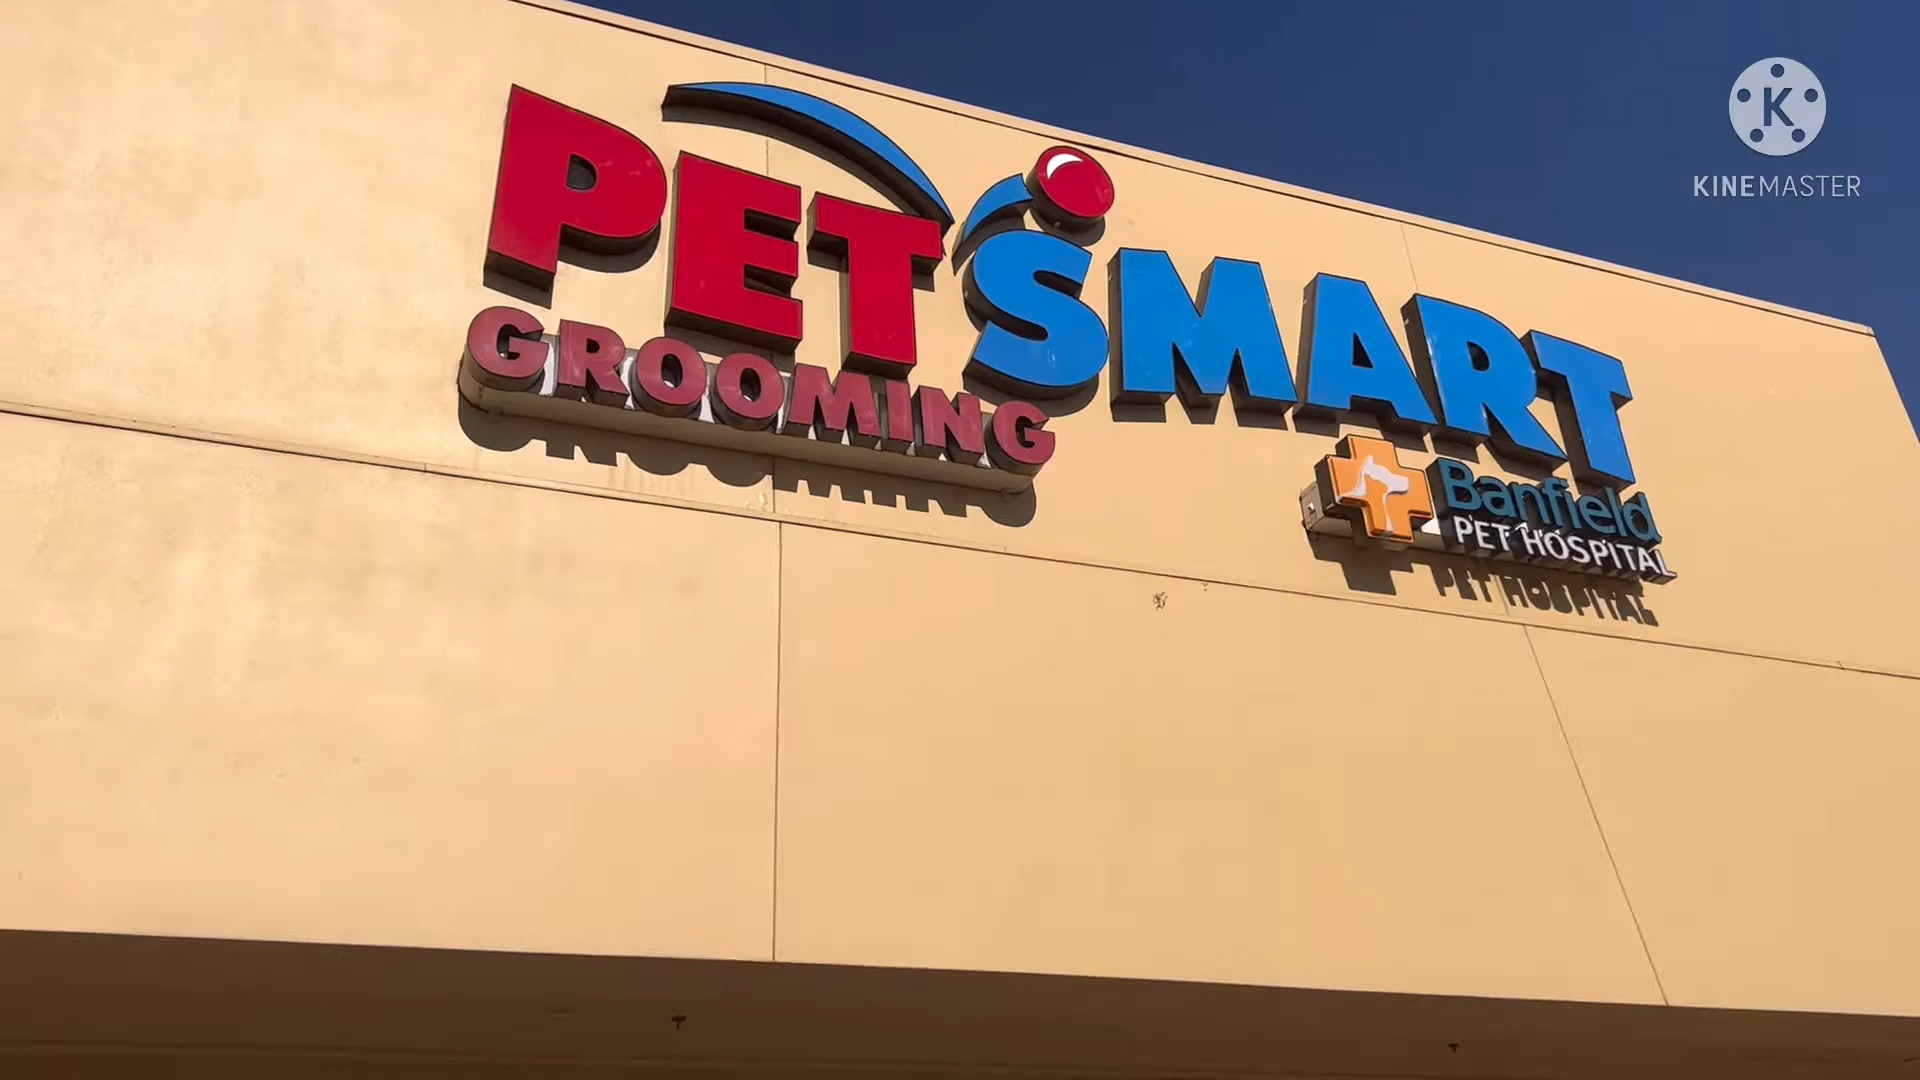 PETSMART
GROOMING
Banfield
PET HOSPITAL
K
KINEMASTER